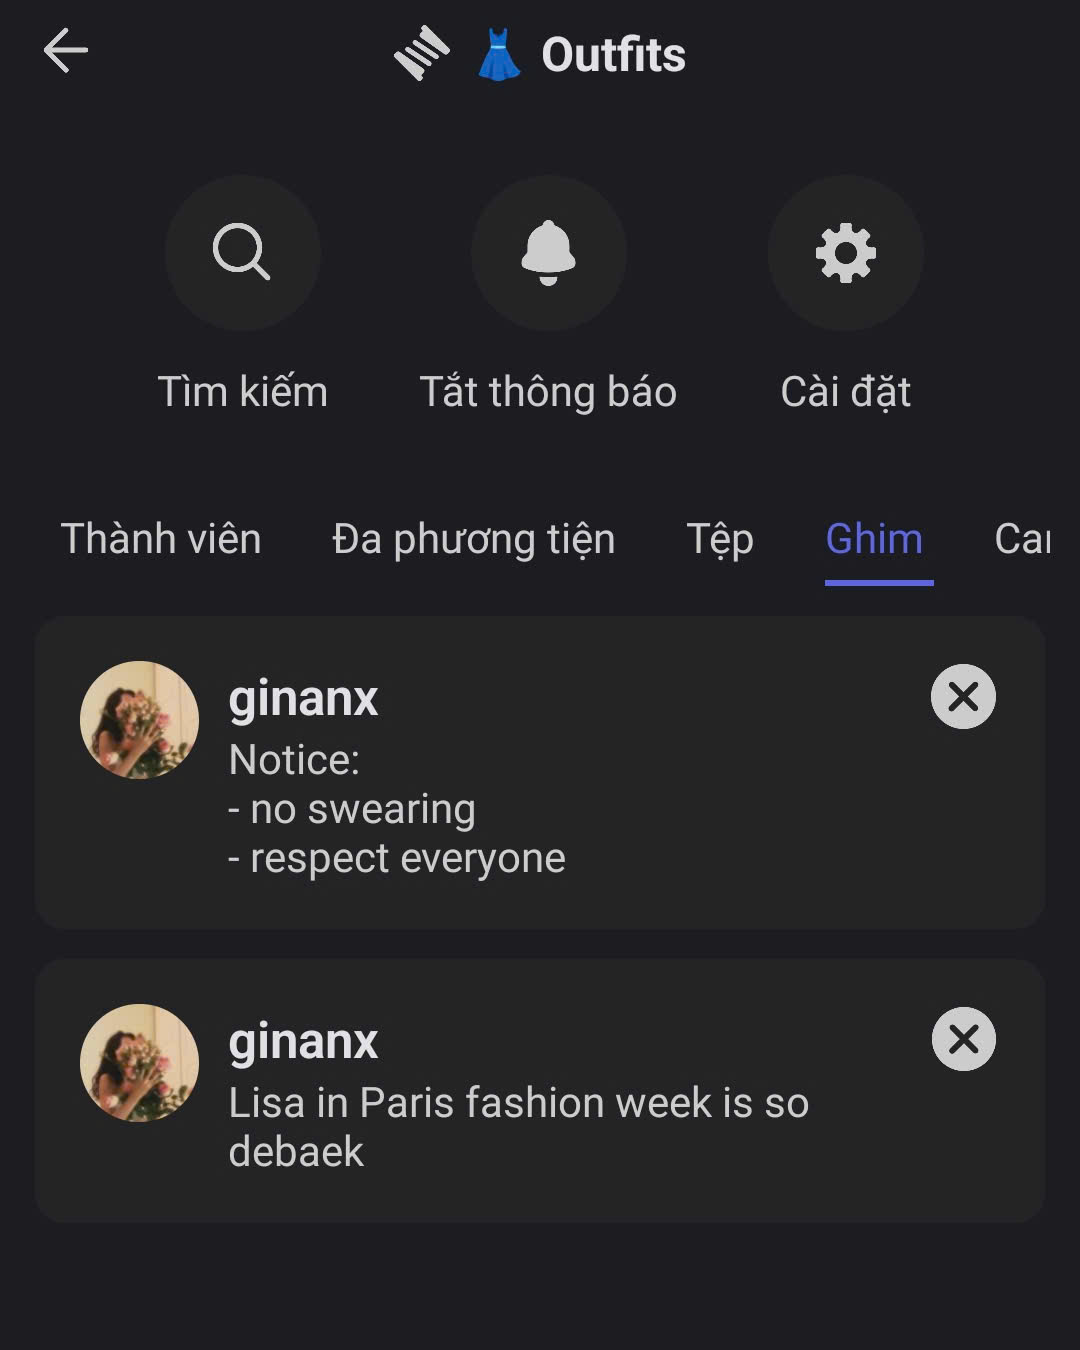 👗 Outfits
Tìm kiếm
Tắt thông báo
Cài đặt
Thành viên
Đa phương tiện
Tệp
Ghim
ginanx
Notice:
- no swearing
- respect everyone
ginanx
Lisa in Paris fashion week is so
debaek